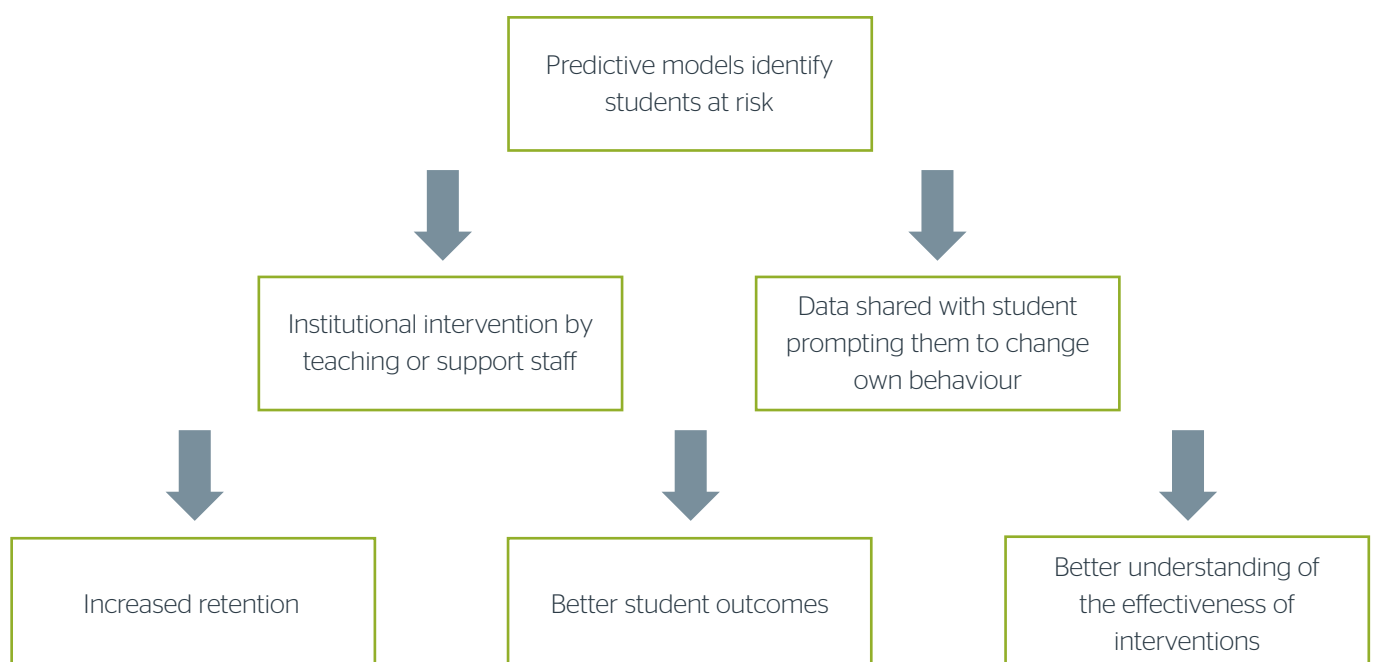 Predictive models identify
students at risk
Institutional intervention by
teaching or support staff
Data shared with student
prompting them to change
own behaviour
Increased retention
Better student outcomes
Better understanding of
the effectiveness of
interventions